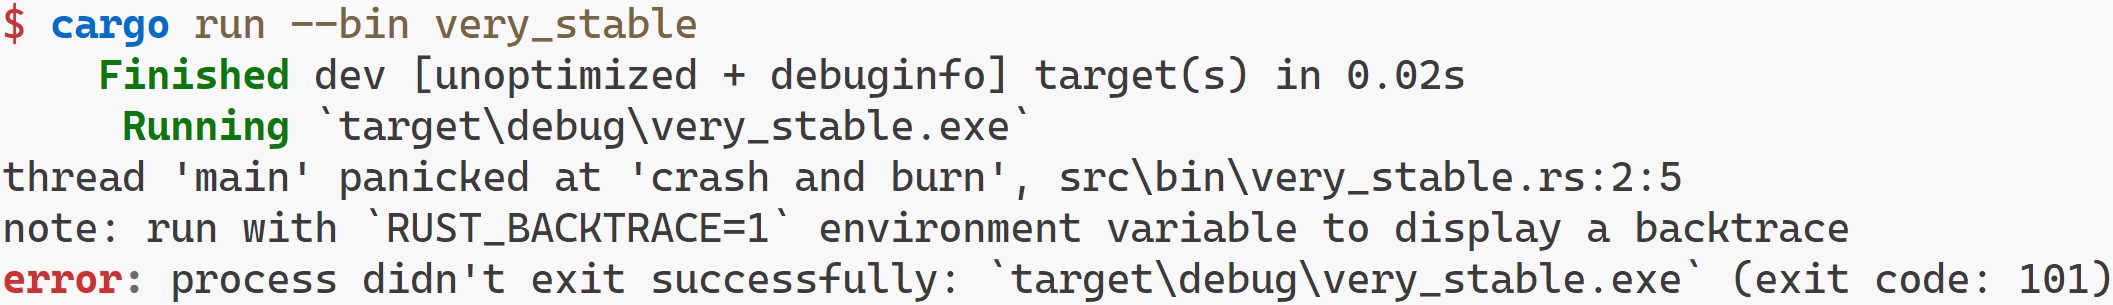 $ cargo run --bin very_stable
    Finished dev [unoptimized + debuginfo] target(s) in 0.02s
     Running `target\debug\very_stable.exe`
thread 'main' panicked at 'crash and burn', src\bin\very_stable.rs:2:5
note: run with `RUST_BACKTRACE=1` environment variable to display a backtrace
error: process didn't exit successfully: `target\debug\very_stable.exe` (exit code: 101)